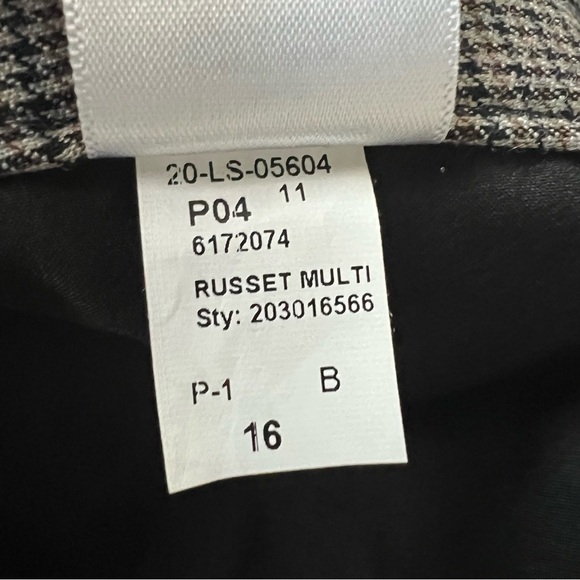 20-LS-05604
P04 11
6172074
RUSSET MULTI
Sty: 203016566
P-1 B
16